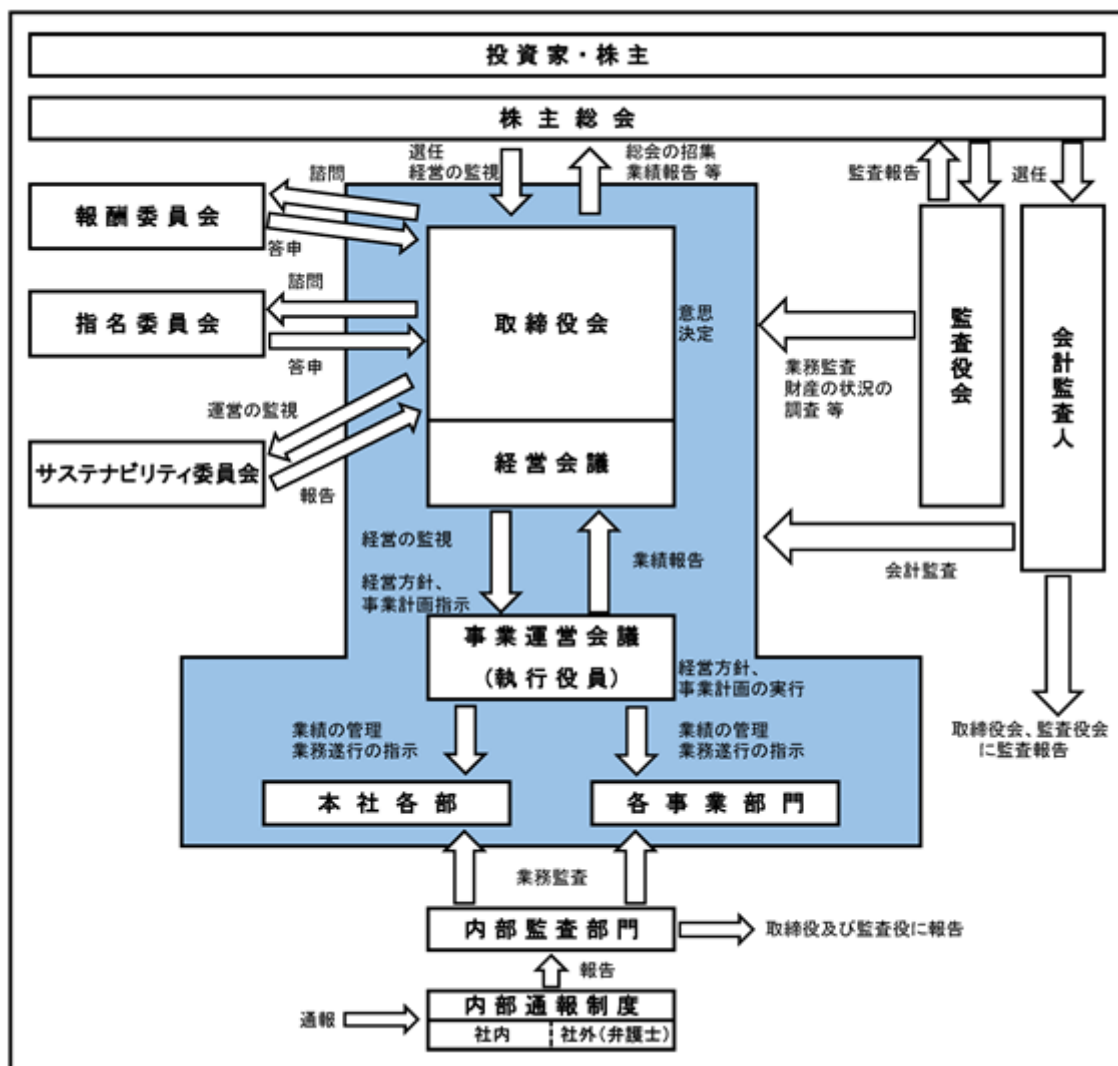 投資家・株主
株主総会
選任
経営の監視
総会の招集
業績報告 等
監査報告
選任
諮問
報酬委員会
答申
諮問
指名委員会
答申
運営の監視
サステナビリティ委員会
報告
取締役会
意思
決定
経営会議
業務監査
財産の状況の
調査 等
監査役会
会計監査人
会計監査
経営の監視
経営方針、
事業計画指示
業績報告
事業運営会議
(執行役員)
経営方針、
事業計画の実行
業績の管理
業務遂行の指示
業績の管理
業務遂行の指示
取締役会、監査役会
に監査報告
本社各部
各事業部門
業務監査
内部監査部門
取締役及び監査役に報告
報告
通報
内部通報制度
社内
社外(弁護士)